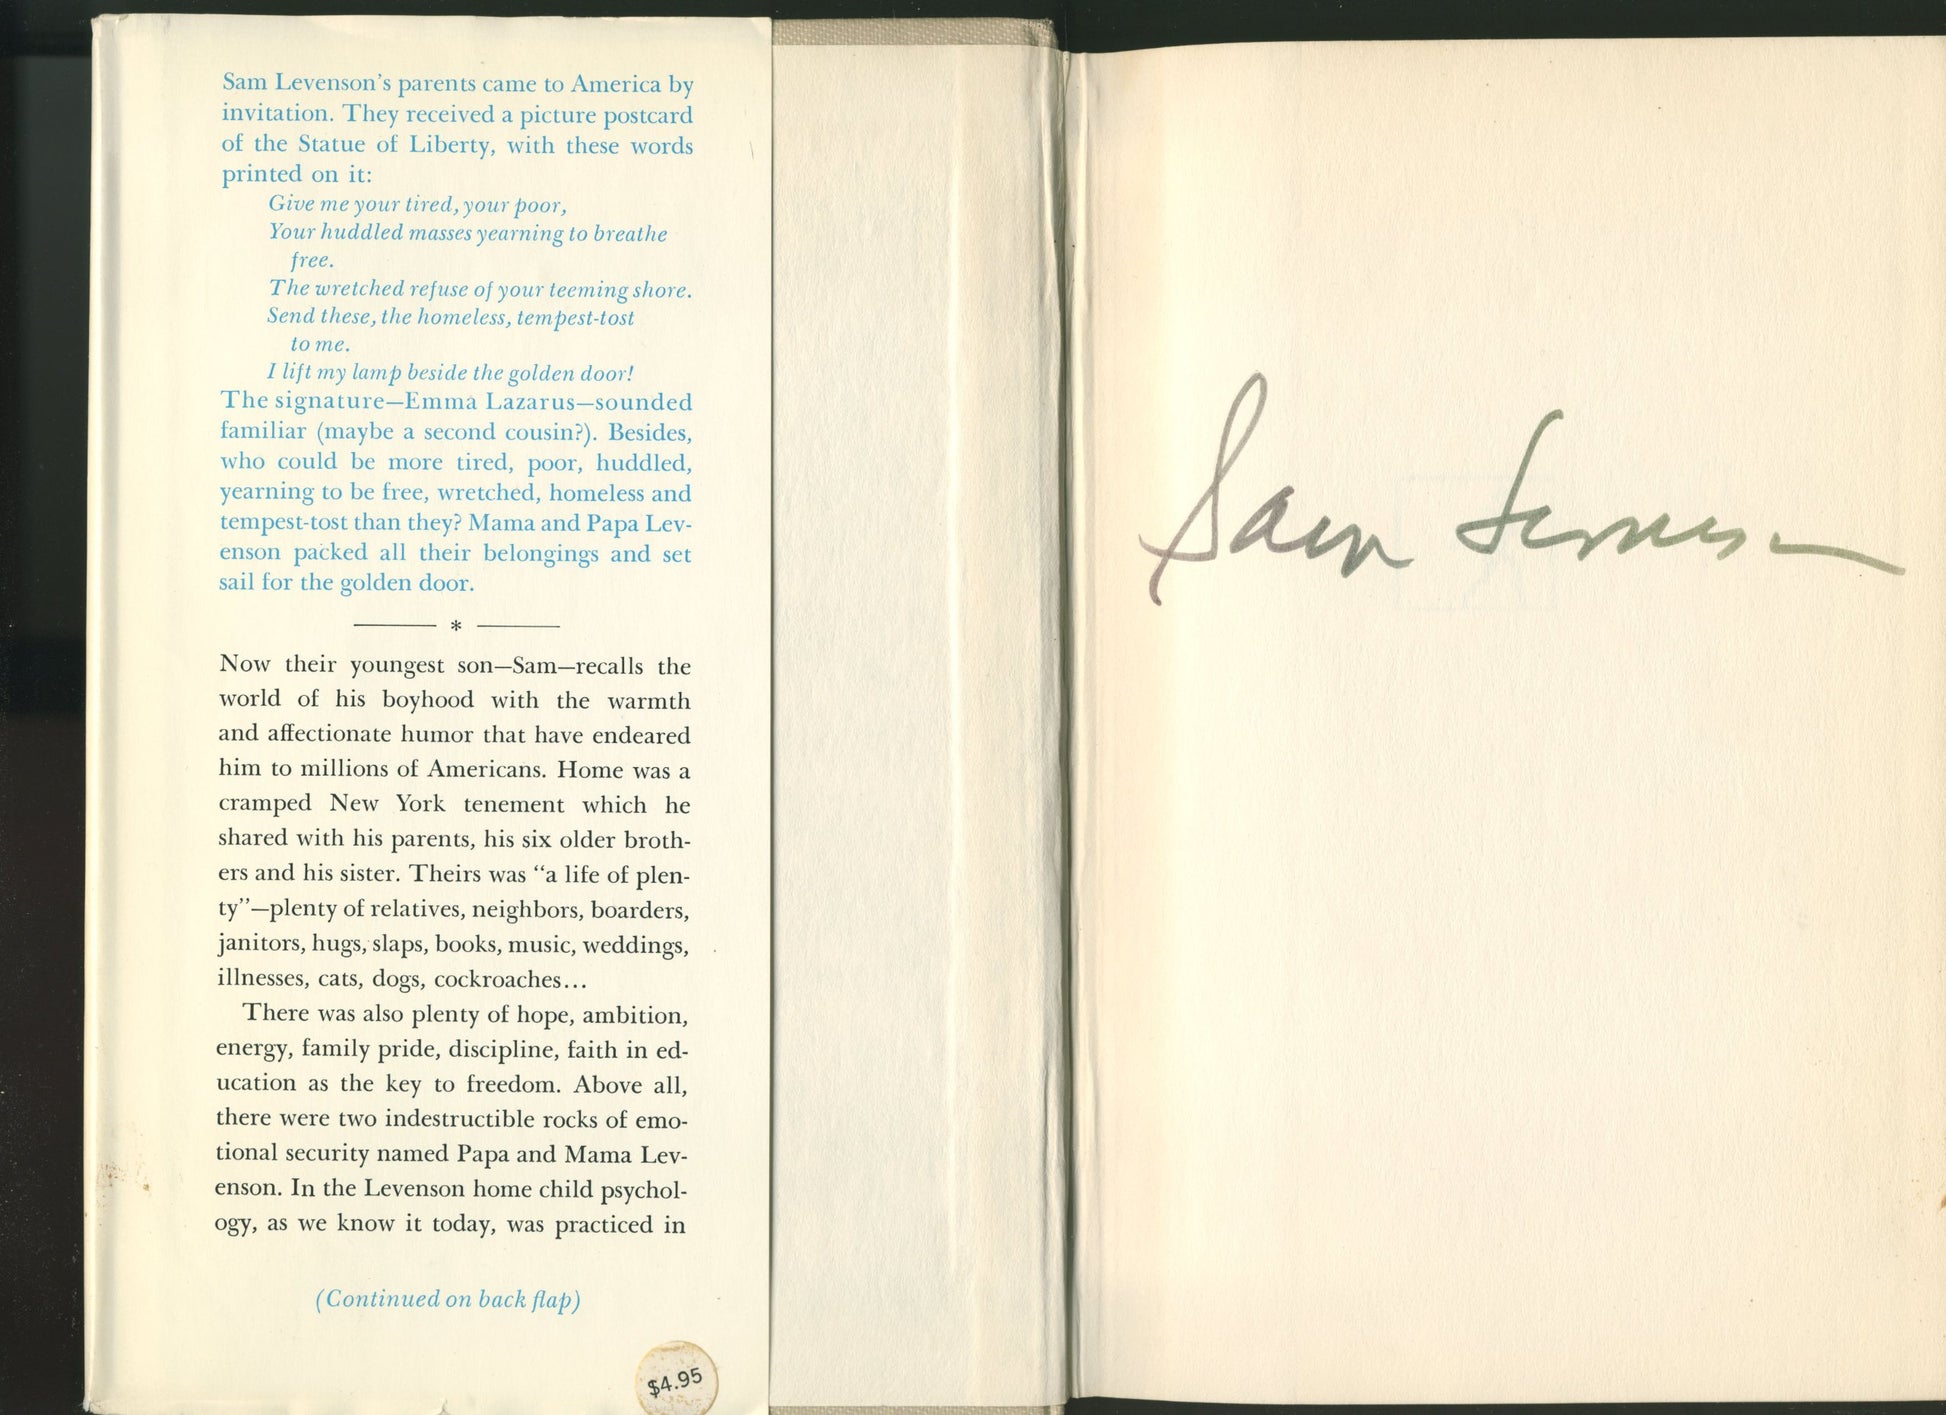 Sam Levenson's parents came to America by
invitation. They received a picture postcard
of the Statue of Liberty, with these words
printed on it:
Give me your tired, your poor,
Your huddled masses yearning to breathe
free.
The wretched refuse of your teeming shore.
Send these, the homeless, tempest-tost
to me.
I lift my lamp beside the golden door!
The signature—Emma Lazarus—sounded
familiar (maybe a second cousin?). Besides,
who could be more tired, poor, huddled,
yearning to be free, wretched, homeless and
tempest-tost than they? Mama and Papa Lev-
enson packed all their belongings and set
sail for the golden door.
*
Now their youngest son—Sam—recalls the
world of his boyhood with the warmth
and affectionate humor that have endeared
him to millions of Americans. Home was a
cramped New York tenement which he
shared with his parents, his six older broth-
ers and his sister. Theirs was “a life of plen-
ty”—plenty of relatives, neighbors, boarders,
janitors, hugs, slaps, books, music, weddings,
illnesses, cats, dogs, cockroaches...
There was also plenty of hope, ambition,
energy, family pride, discipline, faith in ed-
ucation as the key to freedom. Above all,
there were two indestructible rocks of emo-
tional security named Papa and Mama Lev-
enson. In the Levenson home child psychol-
ogy, as we know it today, was practiced in
(Continued on back flap)
$4.95
Sam Levenson